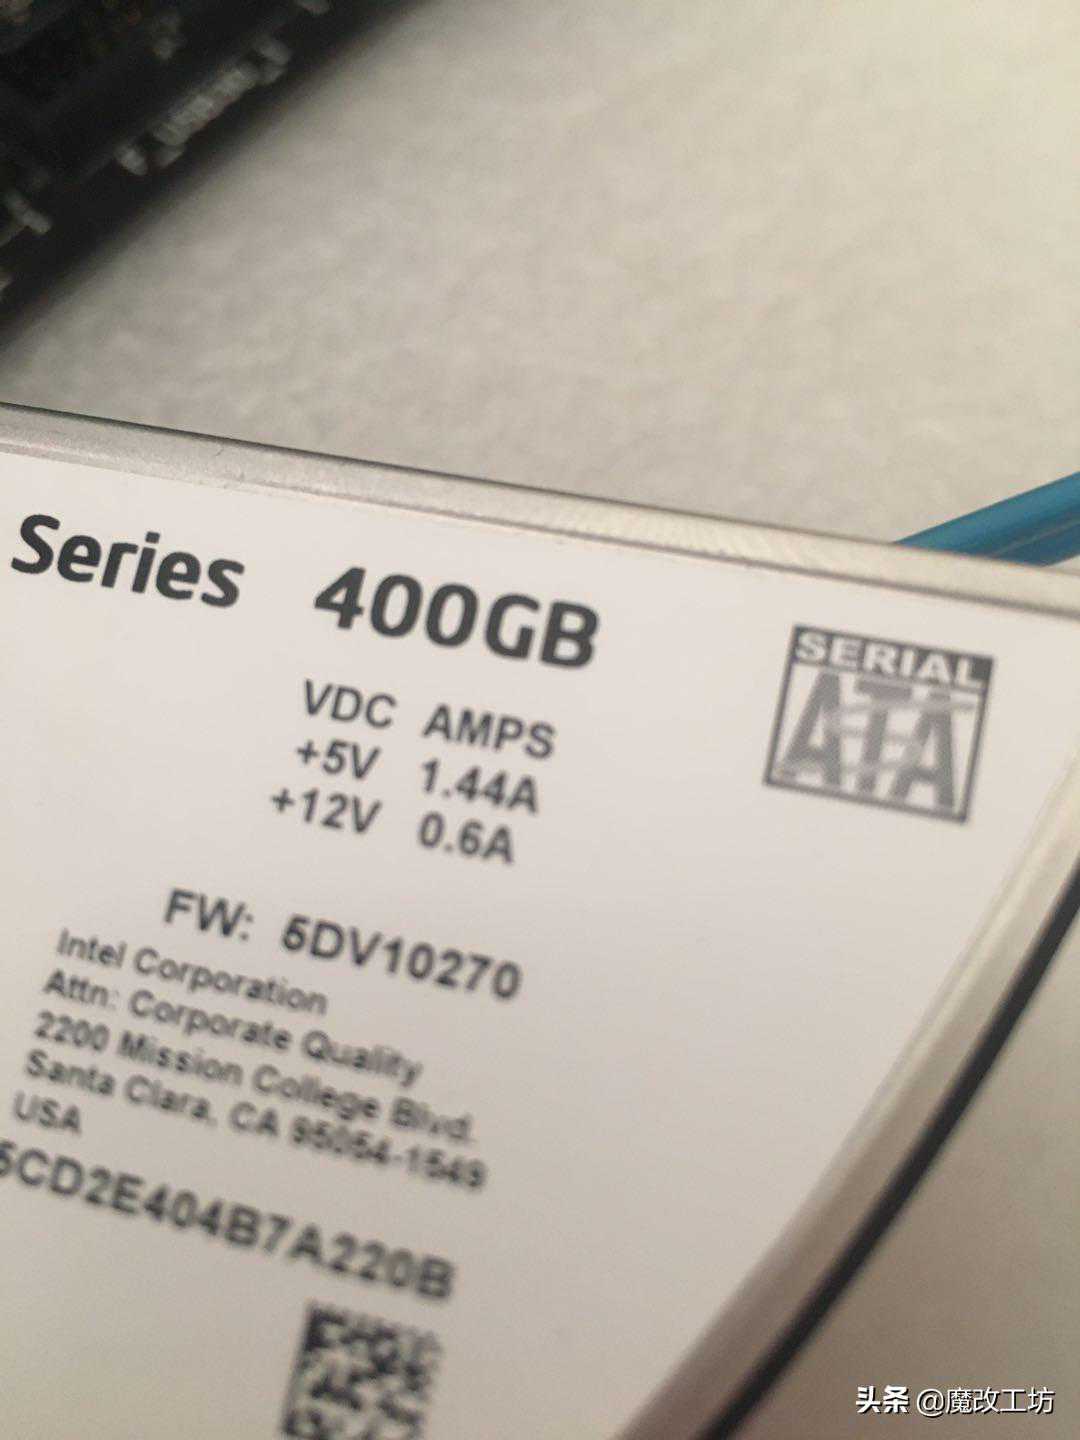 Series 400GB
SERIAL
ATA
VDC AMPS
+5V 1.44A
+12V 0.6A
FW: 5DV10270
Intel Corporation
Attn: Corporate Quality
2200 Mission College Blvd.
Santa Clara, CA 95054-1549
USA
5CD2E404B7A220B
头条 @魔改工坊